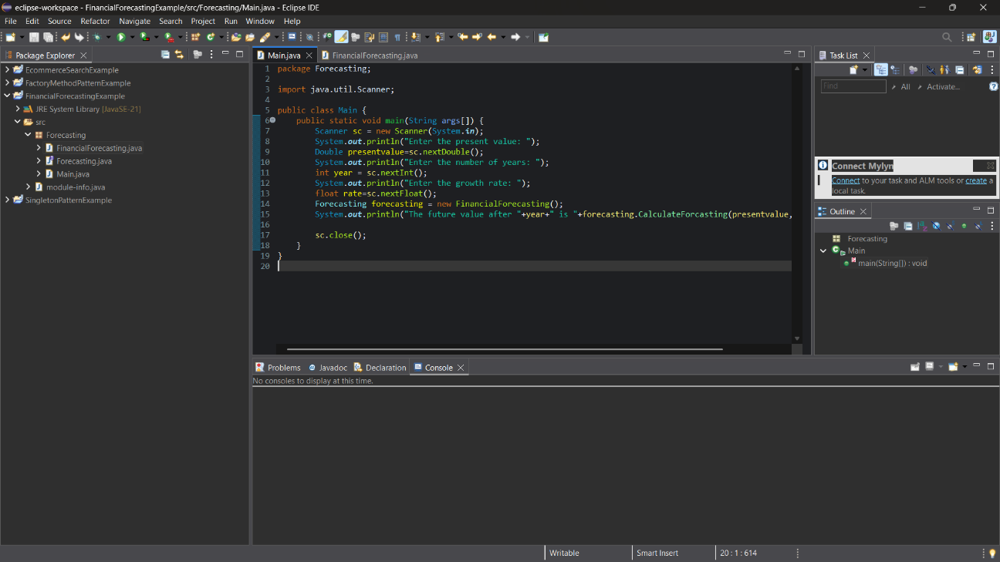 eclipse-workspace - FinancialForecastingExample/src/Forecasting/Main.java - Eclipse IDE
File Edit Source Refactor Navigate Search Project Run Window Help
Package Explorer
EcommerceSearchExample
FactoryMethodPatternExample
FinancialForecastingExample
JRE System Library [JavaSE-21]
src
Forecasting
FinancialForecasting.java
Forecasting.java
Main.java
module-info.java
SingletonPatternExample
Main.java FinancialForecasting.java
1 package Forecasting;
2
3 import java.util.Scanner;
4
5 public class Main {
6 public static void main(String args[]) {
7 Scanner sc = new Scanner(System.in);
8 System.out.println("Enter the present value: ");
9 Double presentvalue=sc.nextDouble();
10 System.out.println("Enter the number of years: ");
11 int year = sc.nextInt();
12 System.out.println("Enter the growth rate: ");
13 float rate=sc.nextFloat();
14 Forecasting forecasting = new FinancialForecasting();
15 System.out.println("The future value after "+year+" is "+forecasting.CalculateForcasting(presentvalue,
16
17 sc.close();
18 }
19 }
20
Task List
Find All Activate...
Connect Mylyn
Connect to your task and ALM tools or create a
local task.
Outline
Forecasting
Main
main(String[]) : void
Problems Javadoc Declaration Console
No consoles to display at this time.
Writable Smart Insert 20 : 1 : 614